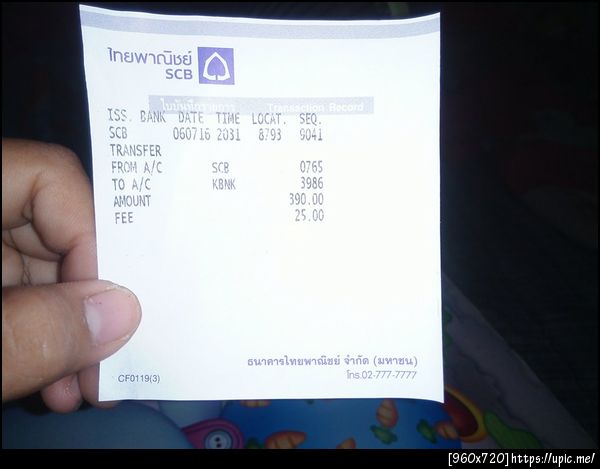 ไทยพาณิชย์
SCB
ใบบันทึกรายการ Transaction Record
ISS. BANK DATE TIME LOCAT. SEQ.
SCB 060716 2031 8793 9041
TRANSFER
FROM A/C SCB 0765
TO A/C KBNK 3986
AMOUNT 390.00
FEE 25.00
ธนาคารไทยพาณิชย์ จำกัด (มหาชน)
CF0119(3) โทร.02-777-7777
[960x720]https://upic.me/